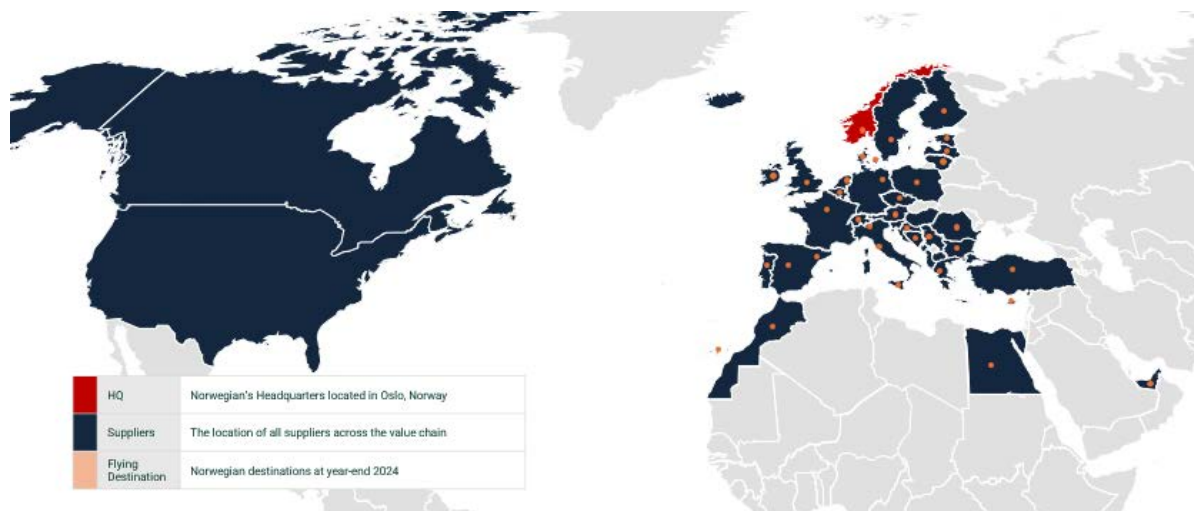 HQ Norwegian's Headquarters located in Oslo, Norway
Suppliers The location of all suppliers across the value chain
Flying
Destination Norwegian destinations at year-end 2024